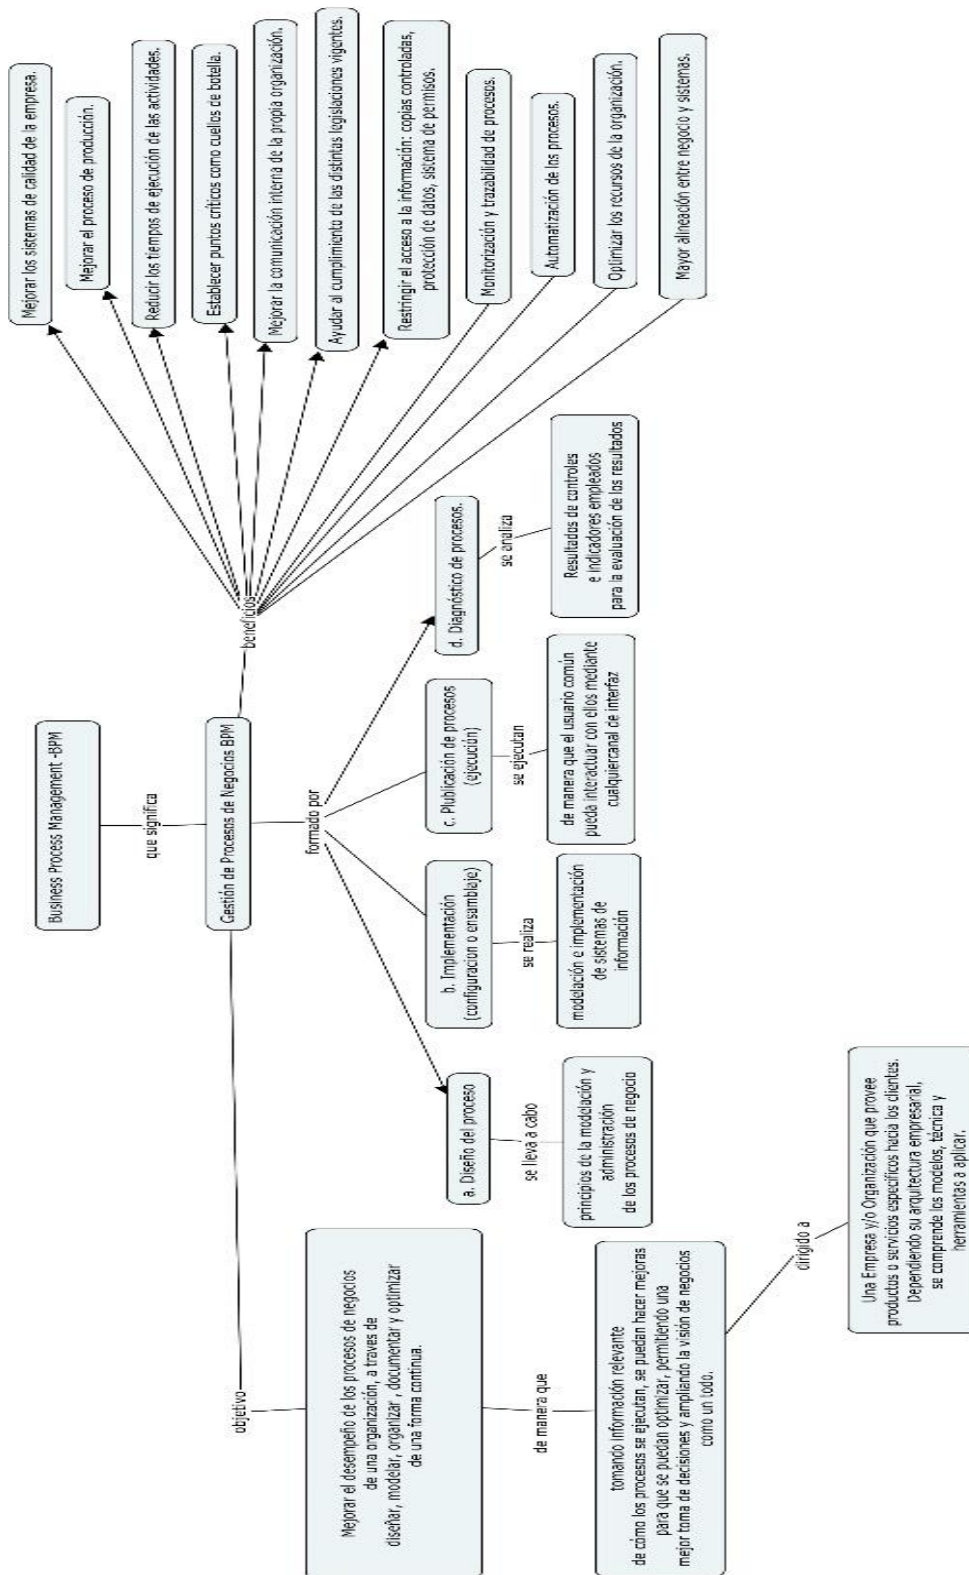 Business Process Management -BPM
que significa
Gestión de Procesos de Negocios BPM
objetivo
Mejorar el desempeño de los procesos de negocios
de una organización, a traves de
diseñar, modelar, organizar , documentar y optimizar
de una forma continua.
de manera que
tomando información relevante
de cómo los procesos se ejecutan, se puedan hacer mejoras
para que se puedan optimizar, permitiendo una
mejor toma de decisiones y ampliando la visión de negocios
como un todo.
dirigido a
Una Empresa y/o Organización que provee
productos o servicios específicos hacia los clientes.
Dependiendo su arquitectura empresarial,
se comprende los modelos, técnica y
herramientas a aplicar.
formado por
a. Diseño del proceso
se lleva a cabo
principios de la modelación y
administración
de los procesos de negocio
b. Implementación
(configuracion o ensamblaje)
se realiza
modelación e implementación
de sistemas de
información
c. Plublicación de procesos
(ejecución)
se ejecutan
de manera que el usuario común
pueda interactuar con ellos mediante
cualquiercanal de interfaz
d. Diagnóstico de procesos.
se analiza
Resultados de controles
e indicadores empleados
para la evaluación de los resultados
beneficios
Mejorar los sistemas de calidad de la empresa.
Mejorar el proceso de producción.
Reducir los tiempos de ejecución de las actividades.
Establecer puntos críticos como cuellos de botella.
Mejorar la comunicación interna de la propia organización.
Ayudar al cumplimiento de las distintas legislaciones vigentes.
Restringir el acceso a la información: copias controladas,
protección de datos, sistema de permisos.
Monitorización y trazabilidad de procesos.
Automatización de los procesos.
Optimizar los recursos de la organización.
Mayor alineación entre negocio y sistemas.